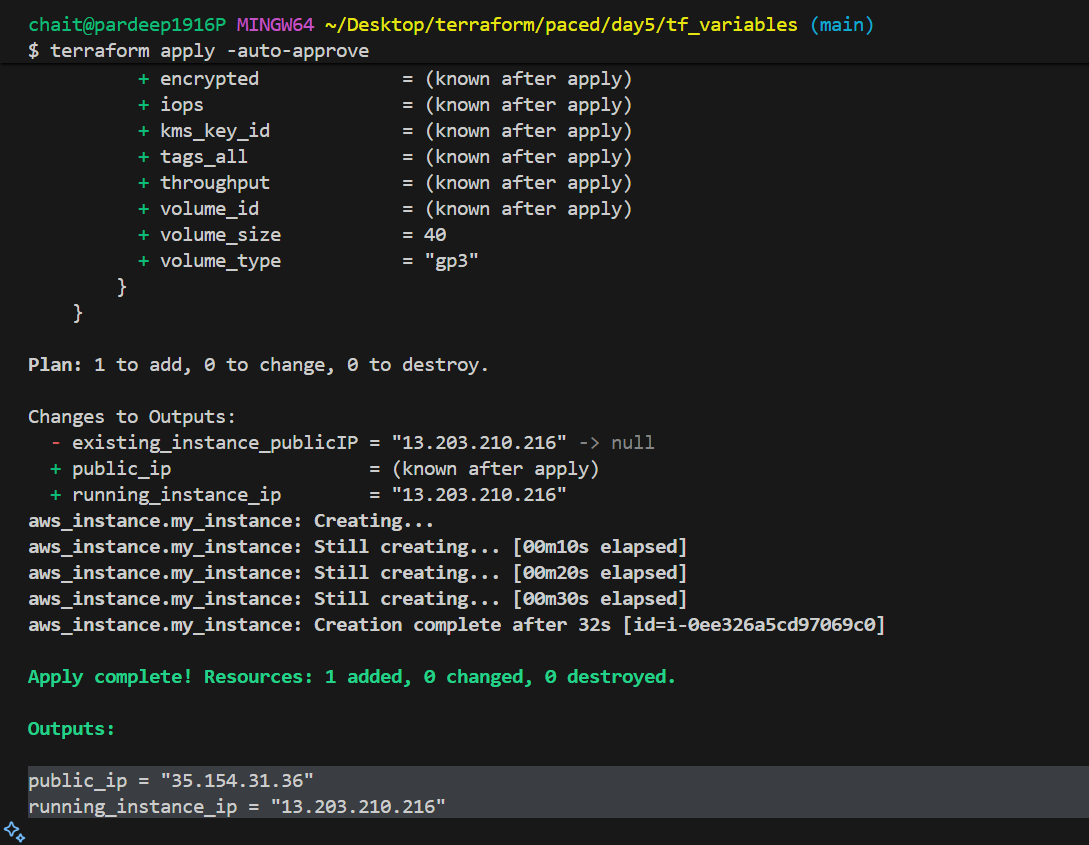 chait@pardeep1916P MINGW64 ~/Desktop/terraform/paced/day5/tf_variables (main)
$ terraform apply -auto-approve
+ encrypted = (known after apply)
+ iops = (known after apply)
+ kms_key_id = (known after apply)
+ tags_all = (known after apply)
+ throughput = (known after apply)
+ volume_id = (known after apply)
+ volume_size = 40
+ volume_type = "gp3"
}
}
Plan: 1 to add, 0 to change, 0 to destroy.
Changes to Outputs:
- existing_instance_publicIP = "13.203.210.216" -> null
+ public_ip = (known after apply)
+ running_instance_ip = "13.203.210.216"
aws_instance.my_instance: Creating...
aws_instance.my_instance: Still creating... [00m10s elapsed]
aws_instance.my_instance: Still creating... [00m20s elapsed]
aws_instance.my_instance: Still creating... [00m30s elapsed]
aws_instance.my_instance: Creation complete after 32s [id=i-0ee326a5cd97069c0]
Apply complete! Resources: 1 added, 0 changed, 0 destroyed.
Outputs:
public_ip = "35.154.31.36"
running_instance_ip = "13.203.210.216"